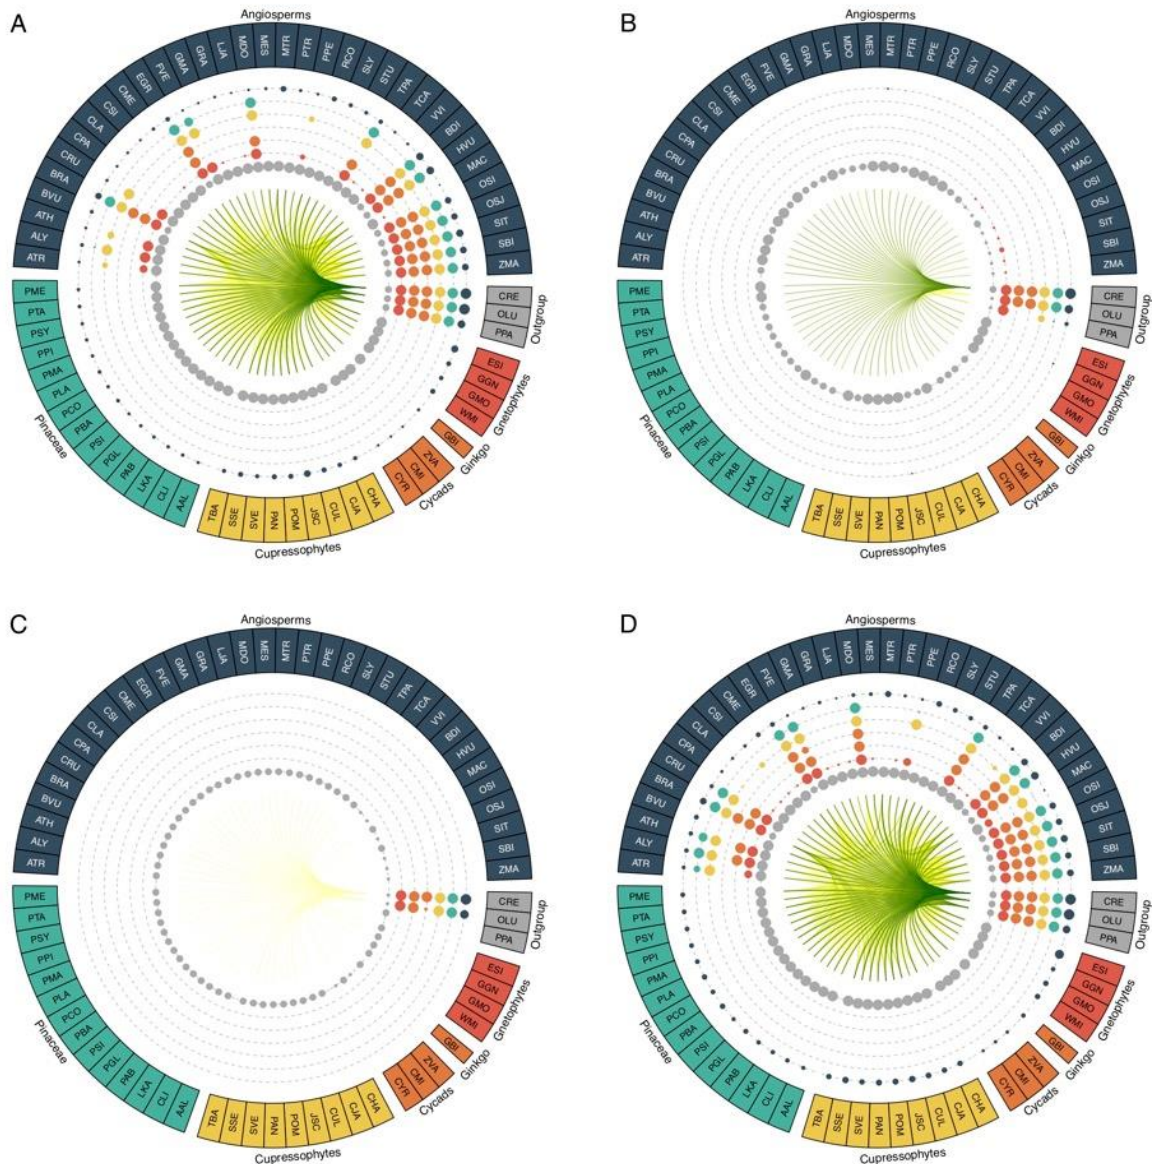 A
Angiosperms
ATR ALY ATH BVU BRA CRU CPA CLA CSI CME EGR FVE GMA GRA LJA MDO MES MTR PTR PPE RCO SLY STU TPA TCA VVI BDI HVU MAC OSI OSJ SIT SBI ZMA
CRE OLU PPA
Outgroup
ESI GGN GMO WMI
Gnetophytes
GBI
Ginkgo
ZVA CMI CYR
Cycads
CHA CJA CUL JSC POM PAN SVE SSE TBA
Cupressophytes
AAL CLI LKA PAB PGL PSI PBA PCO PLA PMA PPI PSY PTA PME
Pinaceae
B
Angiosperms
ATR ALY ATH BVU BRA CRU CPA CLA CSI CME EGR FVE GMA GRA LJA MDO MES MTR PTR PPE RCO SLY STU TPA TCA VVI BDI HVU MAC OSI OSJ SIT SBI ZMA
CRE OLU PPA
Outgroup
ESI GGN GMO WMI
Gnetophytes
GBI
Ginkgo
ZVA CMI CYR
Cycads
CHA CJA CUL JSC POM PAN SVE SSE TBA
Cupressophytes
AAL CLI LKA PAB PGL PSI PBA PCO PLA PMA PPI PSY PTA PME
Pinaceae
C
Angiosperms
ATR ALY ATH BVU BRA CRU CPA CLA CSI CME EGR FVE GMA GRA LJA MDO MES MTR PTR PPE RCO SLY STU TPA TCA VVI BDI HVU MAC OSI OSJ SIT SBI ZMA
CRE OLU PPA
Outgroup
ESI GGN GMO WMI
Gnetophytes
GBI
Ginkgo
ZVA CMI CYR
Cycads
CHA CJA CUL JSC POM PAN SVE SSE TBA
Cupressophytes
AAL CLI LKA PAB PGL PSI PBA PCO PLA PMA PPI PSY PTA PME
Pinaceae
D
Angiosperms
ATR ALY ATH BVU BRA CRU CPA CLA CSI CME EGR FVE GMA GRA LJA MDO MES MTR PTR PPE RCO SLY STU TPA TCA VVI BDI HVU MAC OSI OSJ SIT SBI ZMA
CRE OLU PPA
Outgroup
ESI GGN GMO WMI
Gnetophytes
GBI
Ginkgo
ZVA CMI CYR
Cycads
CHA CJA CUL JSC POM PAN SVE SSE TBA
Cupressophytes
AAL CLI LKA PAB PGL PSI PBA PCO PLA PMA PPI PSY PTA PME
Pinaceae